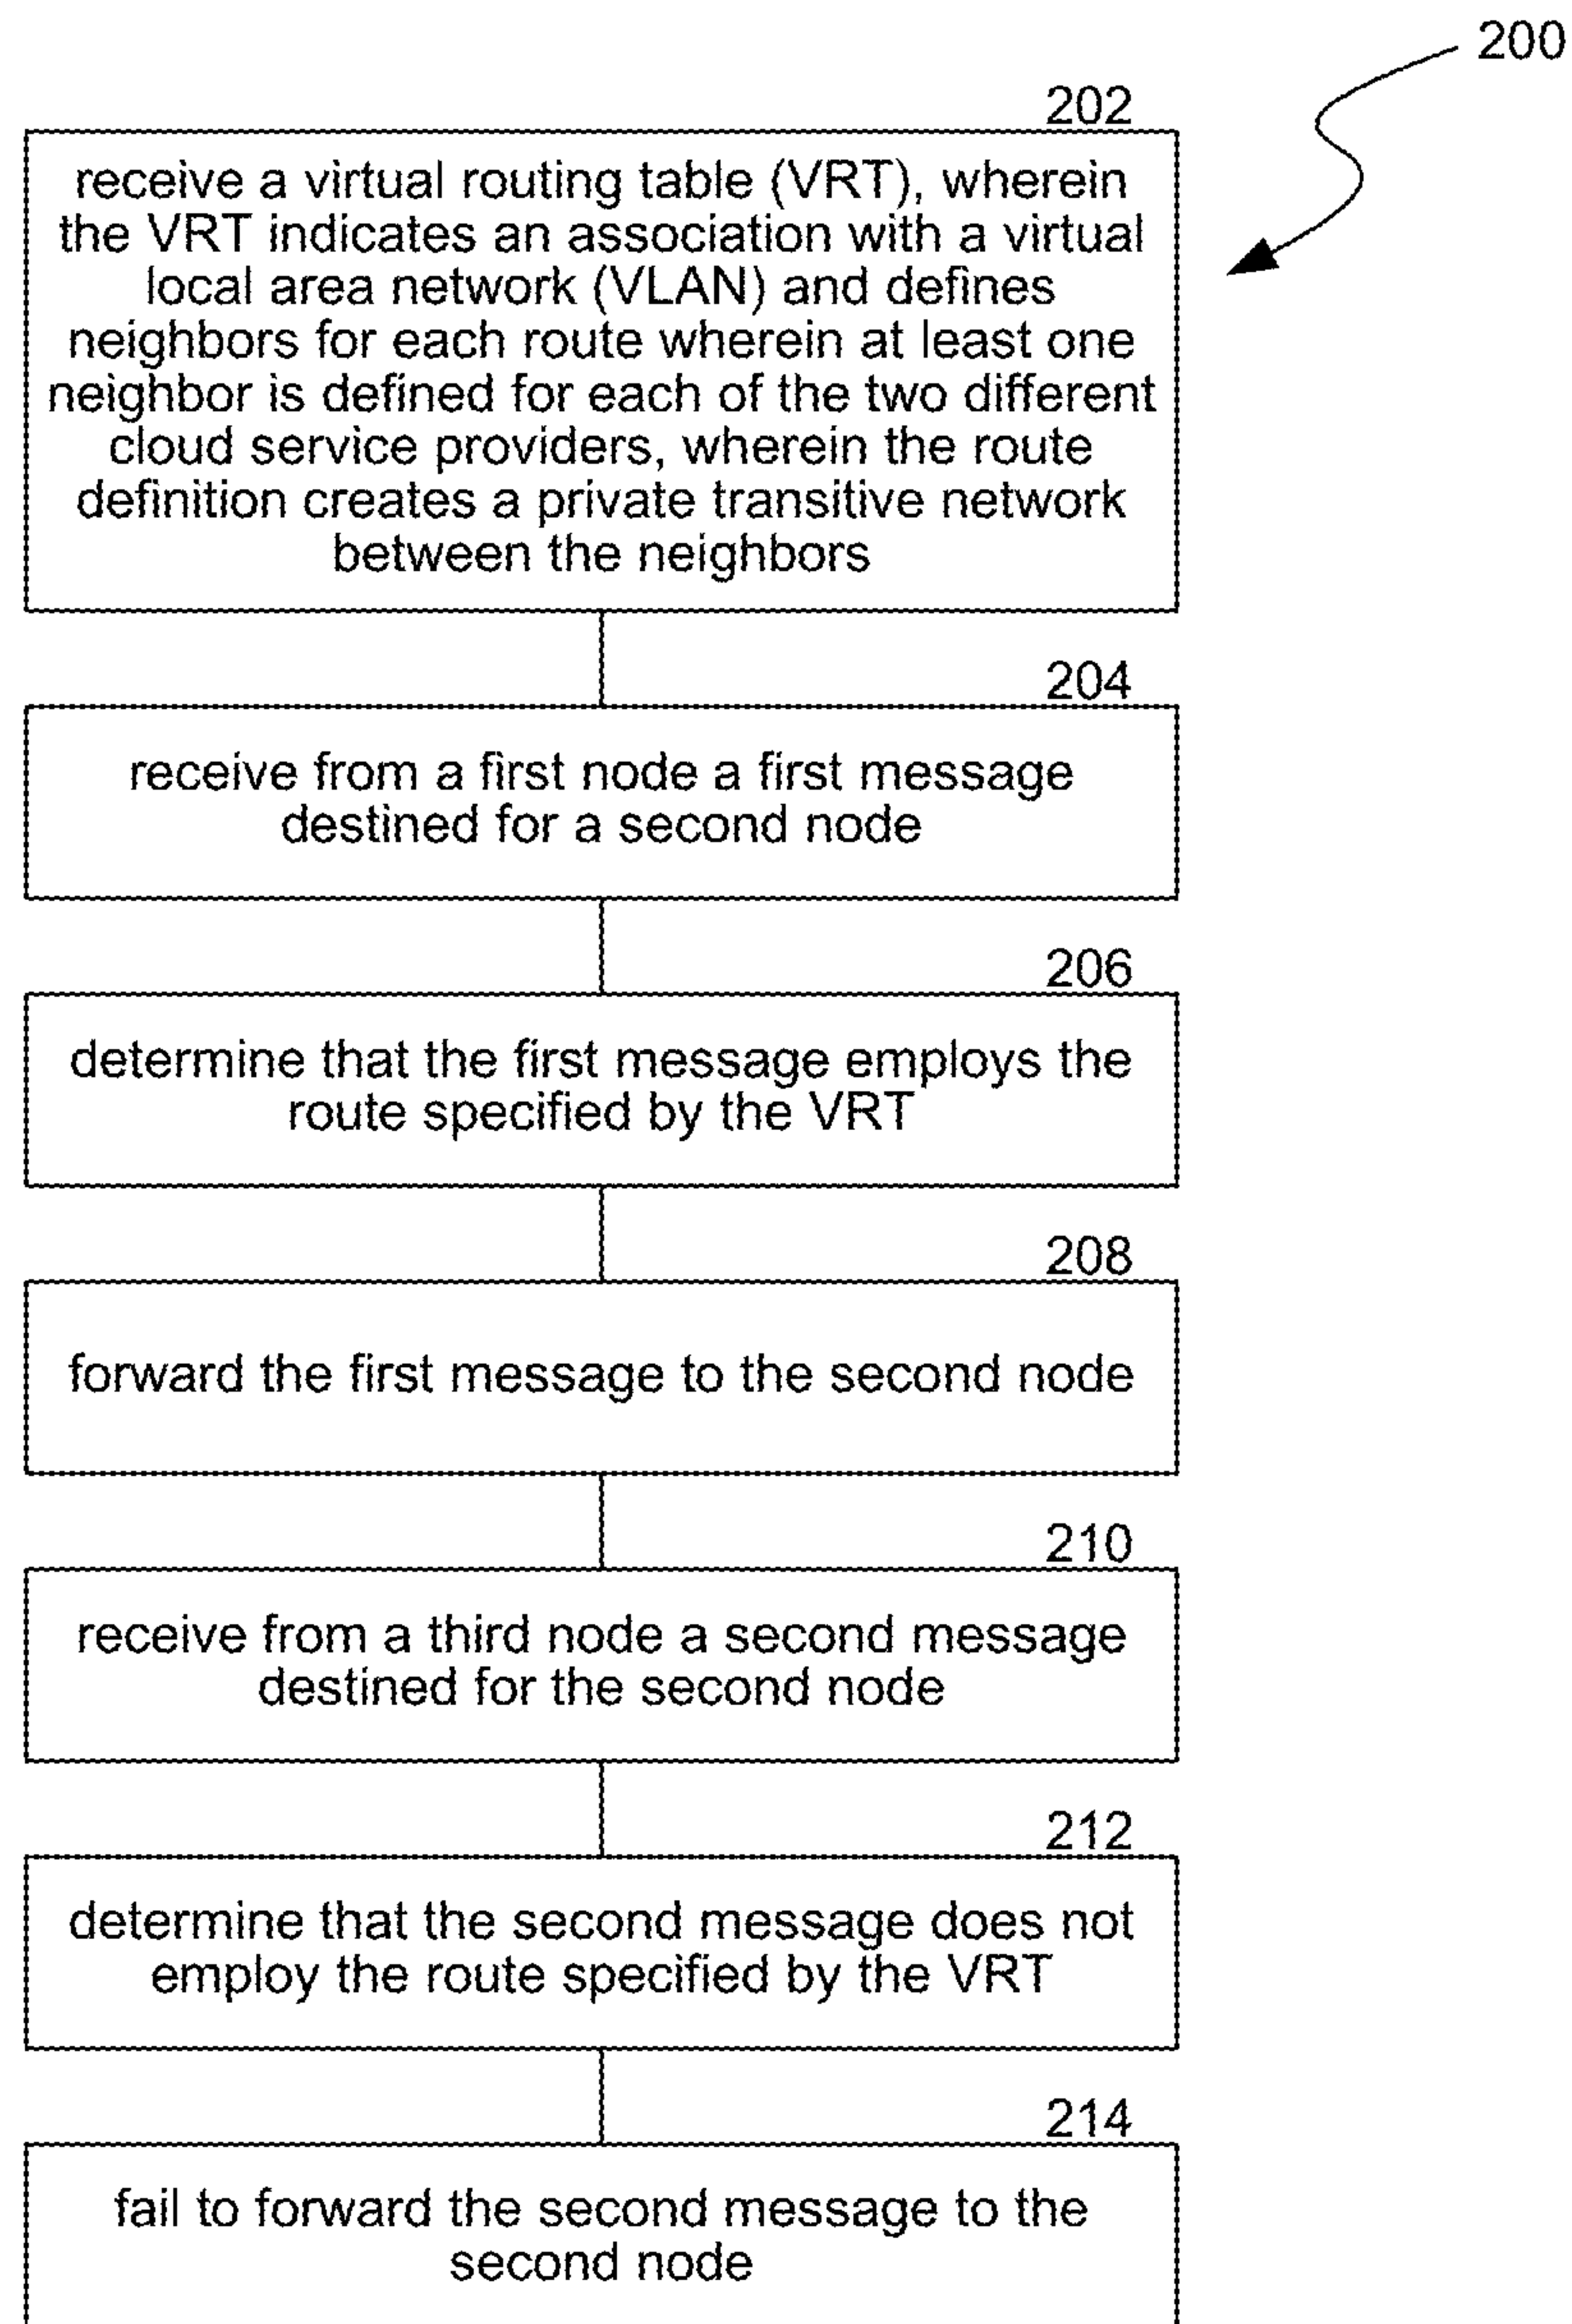 200
202
receive a virtual routing table (VRT), wherein
the VRT indicates an association with a virtual
local area network (VLAN) and defines
neighbors for each route wherein at least one
neighbor is defined for each of the two different
cloud service providers, wherein the route
definition creates a private transitive network
between the neighbors
204
receive from a first node a first message
destined for a second node
206
determine that the first message employs the
route specified by the VRT
208
forward the first message to the second node
210
receive from a third node a second message
destined for the second node
212
determine that the second message does not
employ the route specified by the VRT
214
fail to forward the second message to the
second node